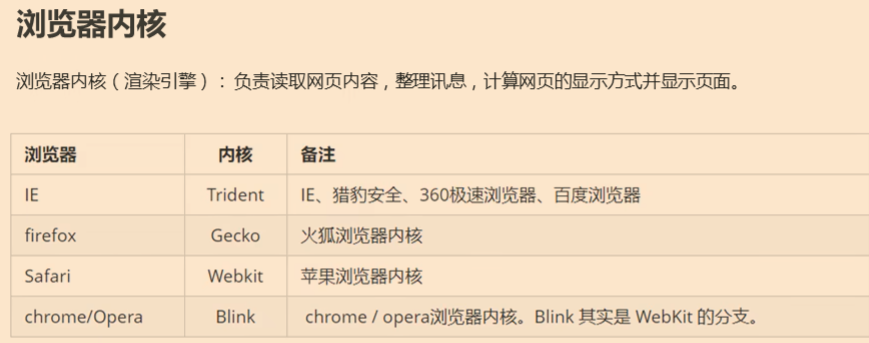 浏览器内核
浏览器内核（渲染引擎）：负责读取网页内容，整理讯息，计算网页的显示方式并显示页面。
浏览器 内核 备注
IE Trident IE、猎豹安全、360极速浏览器、百度浏览器
firefox Gecko 火狐浏览器内核
Safari Webkit 苹果浏览器内核
chrome/Opera Blink chrome / opera浏览器内核。Blink 其实是 WebKit 的分支。